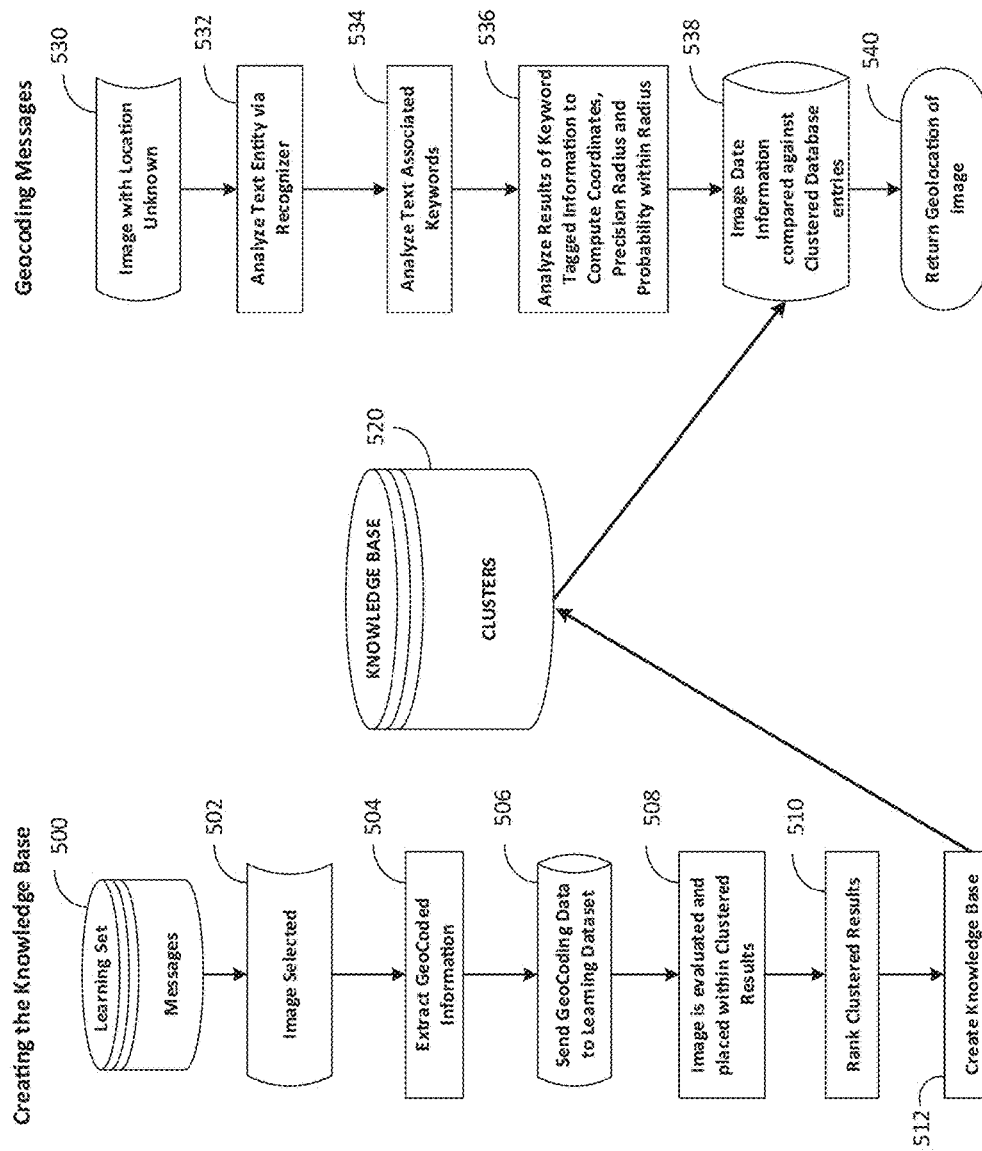 Creating the Knowledge Base
500
Learning Set
Messages
502
Image Selected
504
Extract GeoCoded
Information
506
Send GeoCoding Data
to Learning Dataset
508
Image is evaluated and
placed within Clustered
Results
510
Rank Clustered Results
512
Create Knowledge Base
520
KNOWLEDGE BASE
CLUSTERS
Geocoding Messages
530
Image with Location
Unknown
532
Analyze Text Entity via
Recognizer
534
Analyze Text Associated
Keywords
536
Analyze Results of Keyword
Tagged Information to
Compute Coordinates,
Precision Radius and
Probability within Radius
538
Image Date
Information
compared against
Clustered Database
entries
540
Return Geolocation of
image